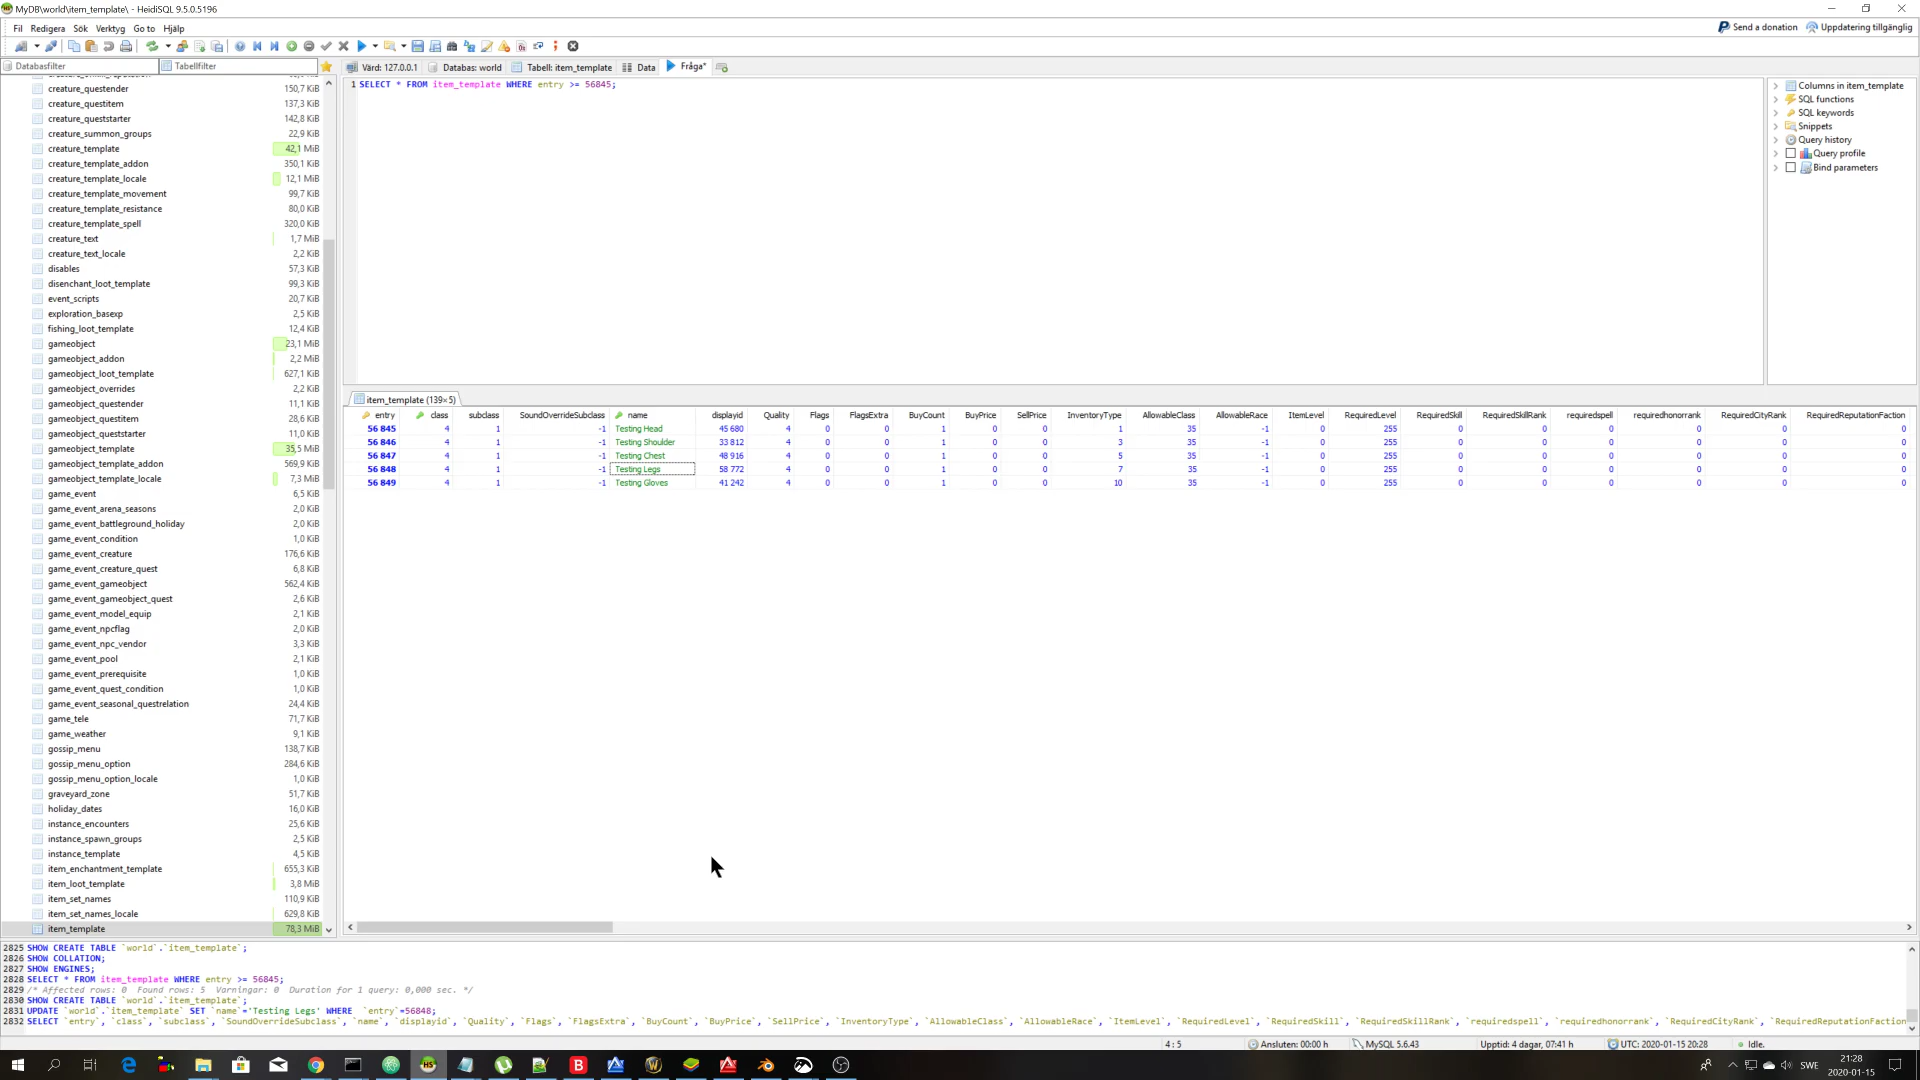 MyDB\world\item_template\ - HeidiSQL 9.5.0.5196
Fil Redigera Sök Verktyg Go to Hjälp
Send a donation Uppdatering tillgänglig
Databasfilter Tabellfilter
Värd: 127.0.0.1 Databas: world Tabell: item_template Data Fråga*
1 SELECT * FROM item_template WHERE entry >= 56845;
Columns in item_template
SQL functions
SQL keywords
Snippets
Query history
Query profile
Bind parameters
creature_questender 150,7 KiB
creature_questitem 137,3 KiB
creature_queststarter 142,8 KiB
creature_summon_groups 22,9 KiB
creature_template 42,1 MiB
creature_template_addon 350,1 KiB
creature_template_locale 12,1 MiB
creature_template_movement 99,7 KiB
creature_template_resistance 80,0 KiB
creature_template_spell 320,0 KiB
creature_text 1,7 MiB
creature_text_locale 2,2 KiB
disables 57,3 KiB
disenchant_loot_template 99,3 KiB
event_scripts 20,7 KiB
exploration_basexp 2,5 KiB
fishing_loot_template 12,4 KiB
gameobject 23,1 MiB
gameobject_addon 2,2 MiB
gameobject_loot_template 627,1 KiB
gameobject_overrides 2,2 KiB
gameobject_questender 11,1 KiB
gameobject_questitem 28,6 KiB
gameobject_queststarter 11,0 KiB
gameobject_template 35,5 MiB
gameobject_template_addon 569,9 KiB
gameobject_template_locale 7,3 MiB
game_event 6,5 KiB
game_event_arena_seasons 2,0 KiB
game_event_battleground_holiday 2,0 KiB
game_event_condition 1,0 KiB
game_event_creature 176,6 KiB
game_event_creature_quest 6,8 KiB
game_event_gameobject 562,4 KiB
game_event_gameobject_quest 2,6 KiB
game_event_model_equip 2,1 KiB
game_event_npcflag 2,0 KiB
game_event_npc_vendor 3,3 KiB
game_event_pool 2,1 KiB
game_event_prerequisite 1,0 KiB
game_event_quest_condition 1,0 KiB
game_event_seasonal_questrelation 24,4 KiB
game_tele 71,7 KiB
game_weather 9,1 KiB
gossip_menu 138,7 KiB
gossip_menu_option 284,6 KiB
gossip_menu_option_locale 1,0 KiB
graveyard_zone 51,7 KiB
holiday_dates 16,0 KiB
instance_encounters 25,6 KiB
instance_spawn_groups 2,5 KiB
instance_template 4,5 KiB
item_enchantment_template 655,3 KiB
item_loot_template 3,8 MiB
item_set_names 110,9 KiB
item_set_names_locale 629,8 KiB
item_template 78,3 MiB
item_template (139×5)
entry class subclass SoundOverrideSubclass name displayid Quality Flags FlagsExtra BuyCount BuyPrice SellPrice InventoryType AllowableClass AllowableRace ItemLevel RequiredLevel RequiredSkill RequiredSkillRank requiredspell requiredhonorrank RequiredCityRank RequiredReputationFaction
56 845 4 1 -1 Testing Head 45 680 4 0 0 1 0 0 1 35 -1 0 255 0 0 0 0 0 0
56 846 4 1 -1 Testing Shoulder 33 812 4 0 0 1 0 0 3 35 -1 0 255 0 0 0 0 0 0
56 847 4 1 -1 Testing Chest 48 916 4 0 0 1 0 0 5 35 -1 0 255 0 0 0 0 0 0
56 848 4 1 -1 Testing Legs 58 772 4 0 0 1 0 0 7 35 -1 0 255 0 0 0 0 0 0
56 849 4 1 -1 Testing Gloves 41 242 4 0 0 1 0 0 10 35 -1 0 255 0 0 0 0 0 0
2825 SHOW CREATE TABLE `world`.`item_template`;
2826 SHOW COLLATION;
2827 SHOW ENGINES;
2828 SELECT * FROM item_template WHERE entry >= 56845;
2829 /* Affected rows: 0  Found rows: 5  Varningar: 0  Duration for 1 query: 0,000 sec. */
2830 SHOW CREATE TABLE `world`.`item_template`;
2831 UPDATE `world`.`item_template` SET `name`='Testing Legs' WHERE  `entry`=56848;
2832 SELECT `entry`, `class`, `subclass`, `SoundOverrideSubclass`, `name`, `displayid`, `Quality`, `Flags`, `FlagsExtra`, `BuyCount`, `BuyPrice`, `SellPrice`, `InventoryType`, `AllowableClass`, `AllowableRace`, `ItemLevel`, `RequiredLevel`, `RequiredSkill`, `RequiredSkillRank`, `requiredspell`, `requiredhonorrank`, `RequiredCityRank`, `RequiredReputationFaction
4 : 5 Ansluten: 00:00 h MySQL 5.6.43 Upptid: 4 dagar, 07:41 h UTC: 2020-01-15 20:28 Idle.
SWE 21:28
2020-01-15